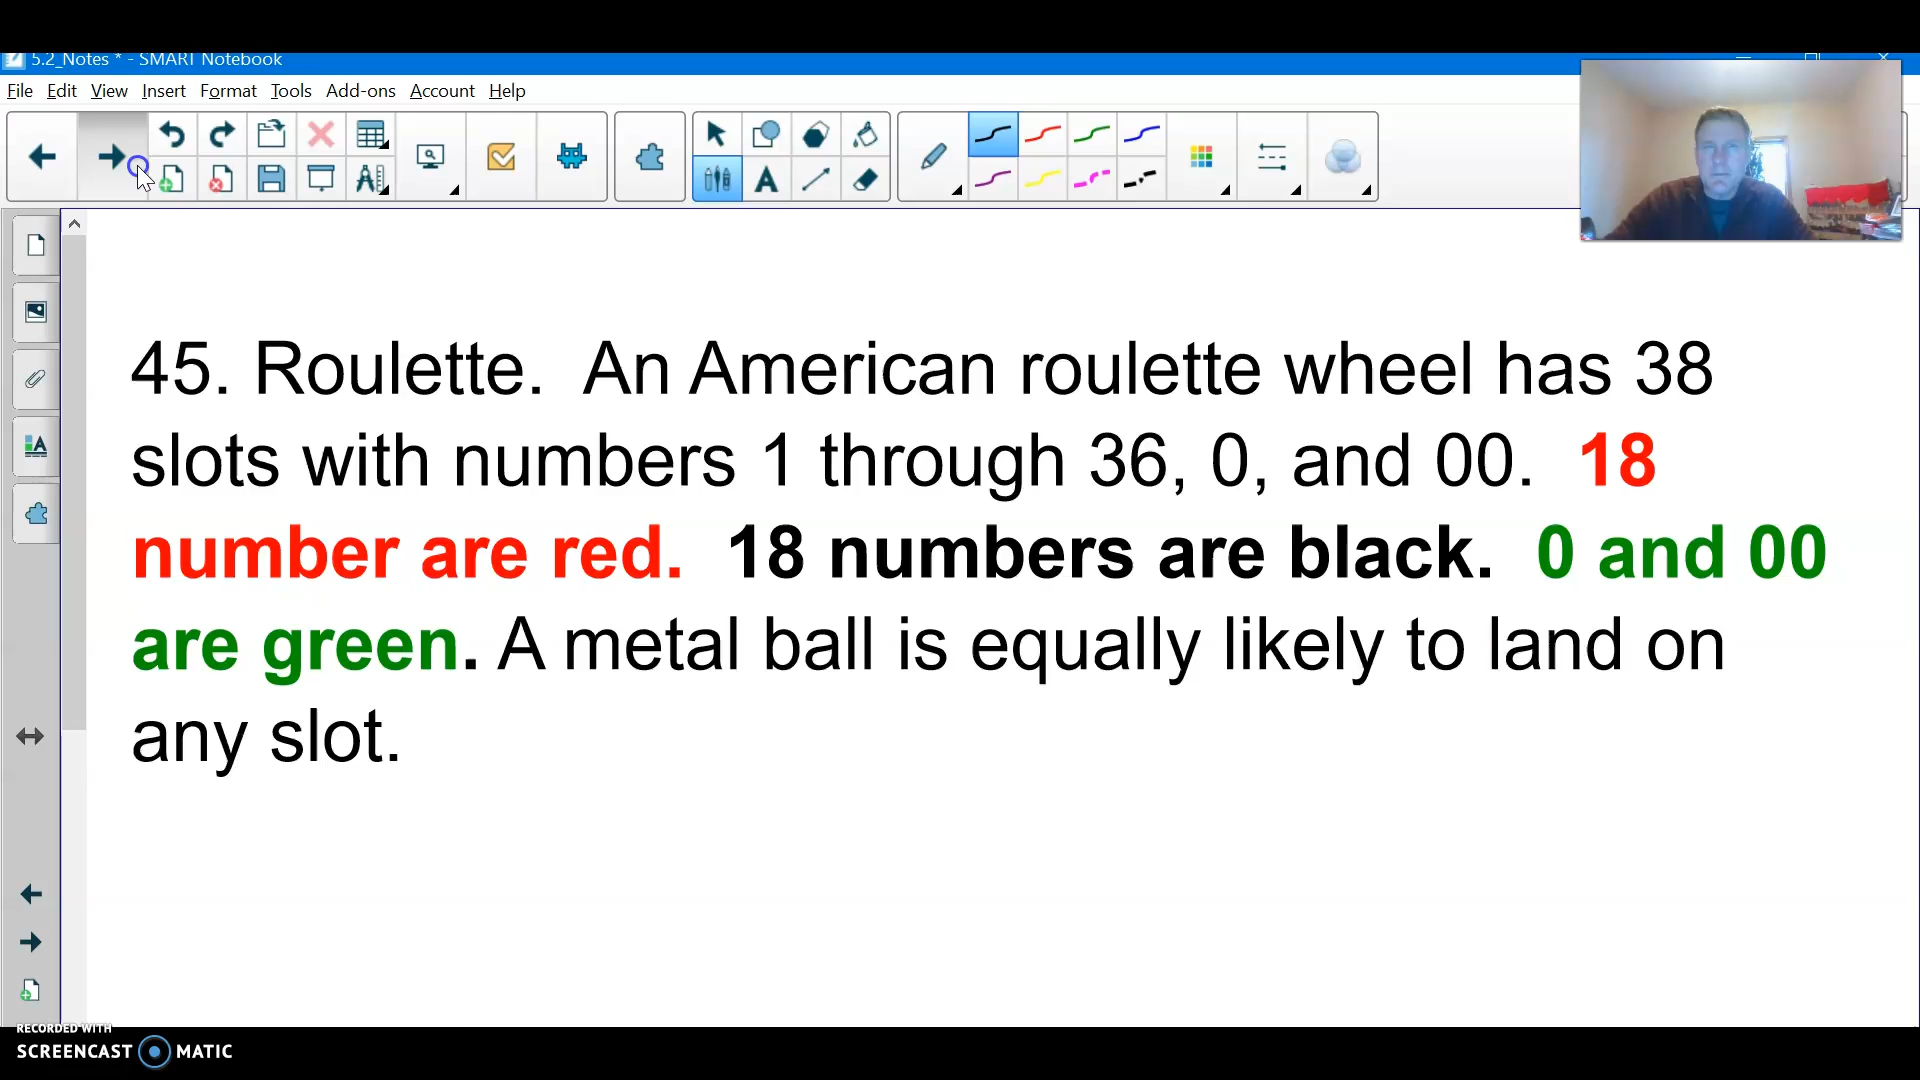 5.2_Notes * - SMART Notebook
File Edit View Insert Format Tools Add-ons Account Help
45. Roulette. An American roulette wheel has 38
slots with numbers 1 through 36, 0, and 00. 18
number are red. 18 numbers are black. 0 and 00
are green. A metal ball is equally likely to land on
any slot.
RECORDED WITH
SCREENCAST MATIC